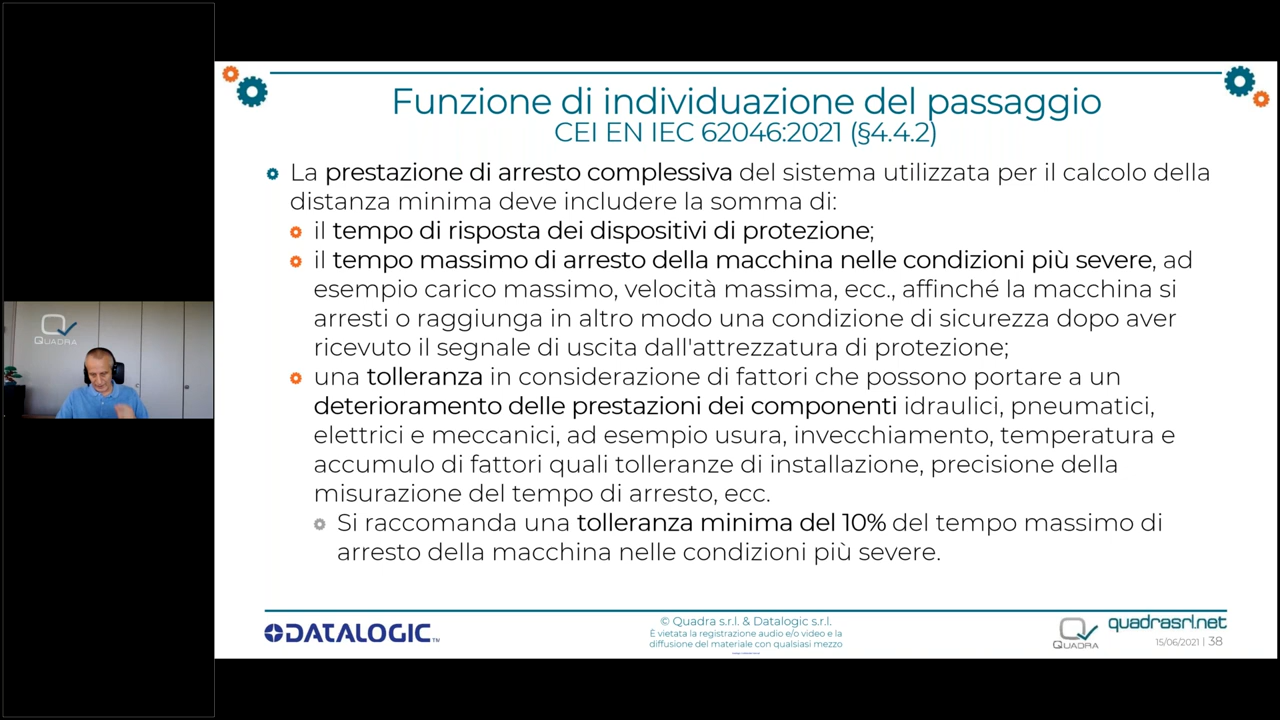 Funzione di individuazione del passaggio
CEI EN IEC 62046:2021 (§4.4.2)
La prestazione di arresto complessiva del sistema utilizzata per il calcolo della
distanza minima deve includere la somma di:
il tempo di risposta dei dispositivi di protezione;
il tempo massimo di arresto della macchina nelle condizioni più severe, ad
esempio carico massimo, velocità massima, ecc., affinché la macchina si
arresti o raggiunga in altro modo una condizione di sicurezza dopo aver
ricevuto il segnale di uscita dall'attrezzatura di protezione;
una tolleranza in considerazione di fattori che possono portare a un
deterioramento delle prestazioni dei componenti idraulici, pneumatici,
elettrici e meccanici, ad esempio usura, invecchiamento, temperatura e
accumulo di fattori quali tolleranze di installazione, precisione della
misurazione del tempo di arresto, ecc.
Si raccomanda una tolleranza minima del 10% del tempo massimo di
arresto della macchina nelle condizioni più severe.
QUADRA
DATALOGIC™
© Quadra s.r.l. & Datalogic s.r.l.
È vietata la registrazione audio e/o video e la
diffusione del materiale con qualsiasi mezzo
QUADRA
quadrasrl.net
15/06/2021 | 38